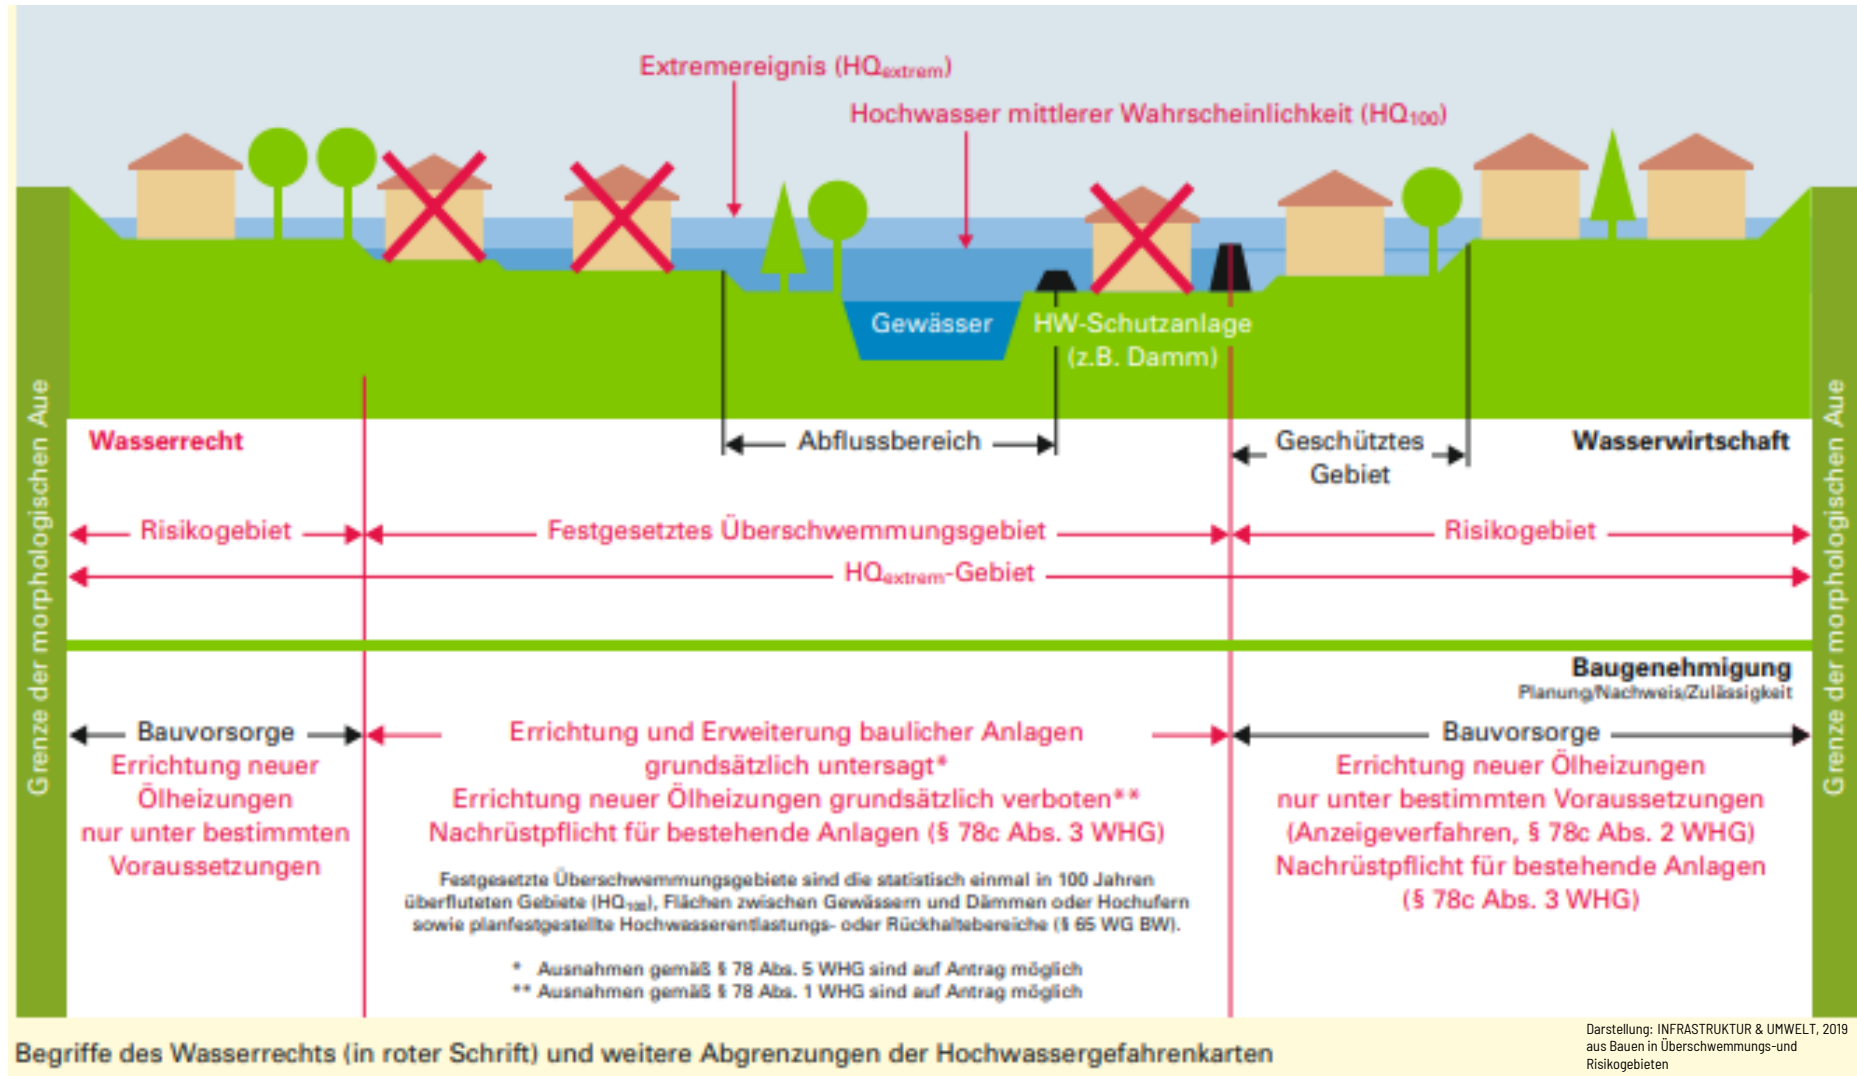 Extremereignis (HQextrem)
Hochwasser mittlerer Wahrscheinlichkeit (HQ100)
Gewässer
HW-Schutzanlage
(z.B. Damm)
Grenze der morphologischen Aue
Grenze der morphologischen Aue
Wasserrecht
Abflussbereich
Geschütztes
Gebiet
Wasserwirtschaft
Risikogebiet
Festgesetztes Überschwemmungsgebiet
Risikogebiet
HQextrem-Gebiet
Baugenehmigung
Planung/Nachweis/Zulässigkeit
Bauvorsorge
Errichtung neuer
Ölheizungen
nur unter bestimmten
Voraussetzungen
Errichtung und Erweiterung baulicher Anlagen
grundsätzlich untersagt*
Errichtung neuer Ölheizungen grundsätzlich verboten**
Nachrüstpflicht für bestehende Anlagen (§ 78c Abs. 3 WHG)
Festgesetzte Überschwemmungsgebiete sind die statistisch einmal in 100 Jahren
überfluteten Gebiete (HQ100), Flächen zwischen Gewässern und Dämmen oder Hochufern
sowie planfestgestellte Hochwasserentlastungs- oder Rückhaltebereiche (§ 65 WG BW).
* Ausnahmen gemäß § 78 Abs. 5 WHG sind auf Antrag möglich
** Ausnahmen gemäß § 78 Abs. 1 WHG sind auf Antrag möglich
Bauvorsorge
Errichtung neuer Ölheizungen
nur unter bestimmten Voraussetzungen
(Anzeigeverfahren, § 78c Abs. 2 WHG)
Nachrüstpflicht für bestehende Anlagen
(§ 78c Abs. 3 WHG)
Begriffe des Wasserrechts (in roter Schrift) und weitere Abgrenzungen der Hochwassergefahrenkarten
Darstellung: INFRASTRUKTUR & UMWELT, 2019
aus Bauen in Überschwemmungs-und
Risikogebieten